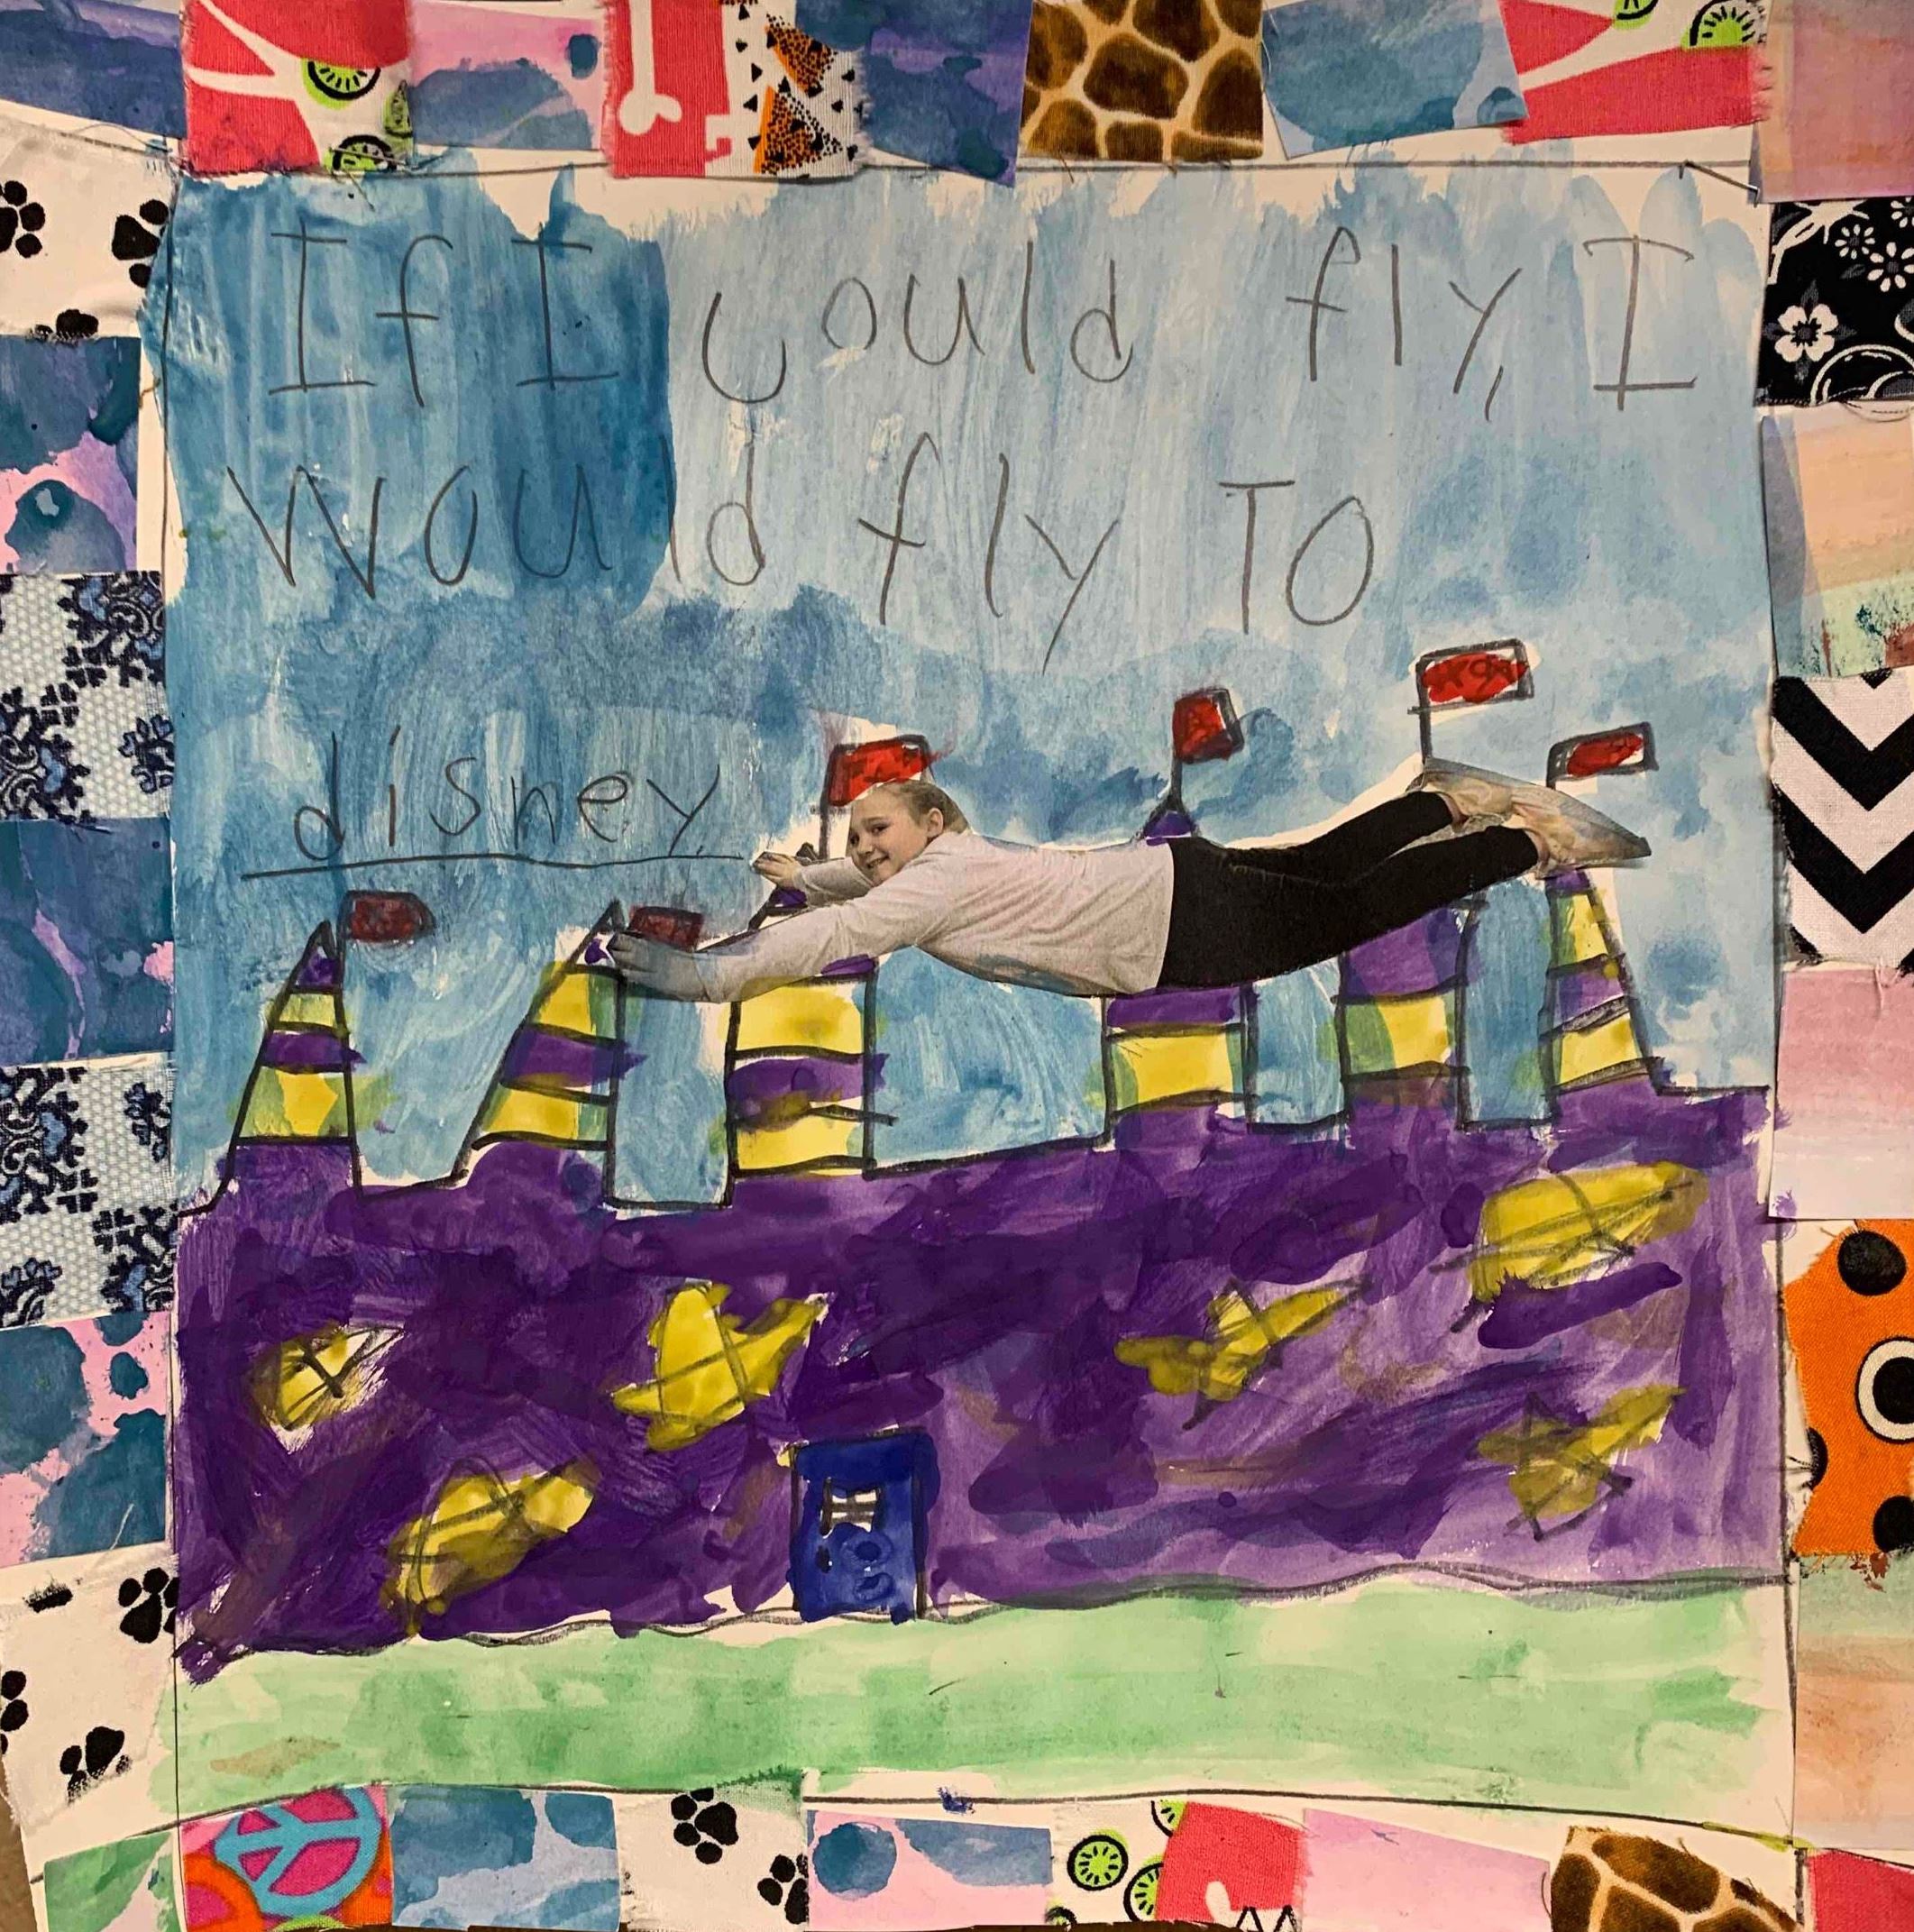 If I could fly, I
would fly TO
disney